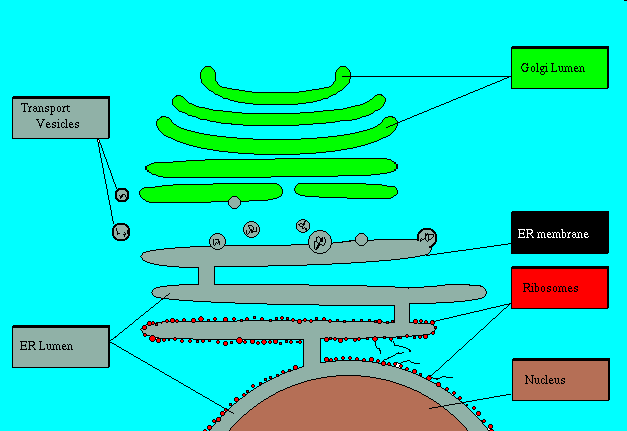 Golgi Lumen
Transport
Vesicles
ER membrane
Ribosomes
ER Lumen
Nucleus